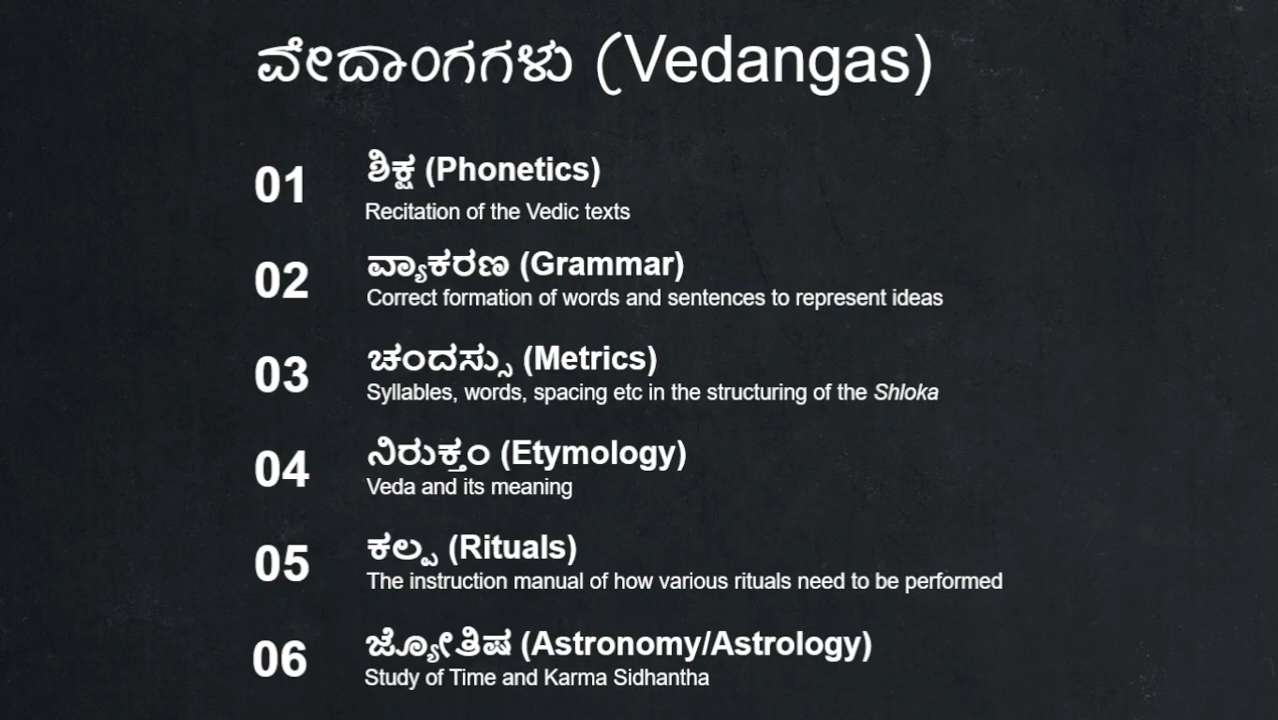 ವೇದಾಂಗಗಳು (Vedangas)
01
ಶಿಕ್ಷ (Phonetics)
Recitation of the Vedic texts
02
ವ್ಯಾಕರಣ (Grammar)
Correct formation of words and sentences to represent ideas
03
ಚಂದಸ್ಸು (Metrics)
Syllables, words, spacing etc in the structuring of the Shloka
04
ನಿರುಕ್ತಂ (Etymology)
Veda and its meaning
05
ಕಲ್ಪ (Rituals)
The instruction manual of how various rituals need to be performed
06
ಜ್ಯೋತಿಷ (Astronomy/Astrology)
Study of Time and Karma Sidhantha